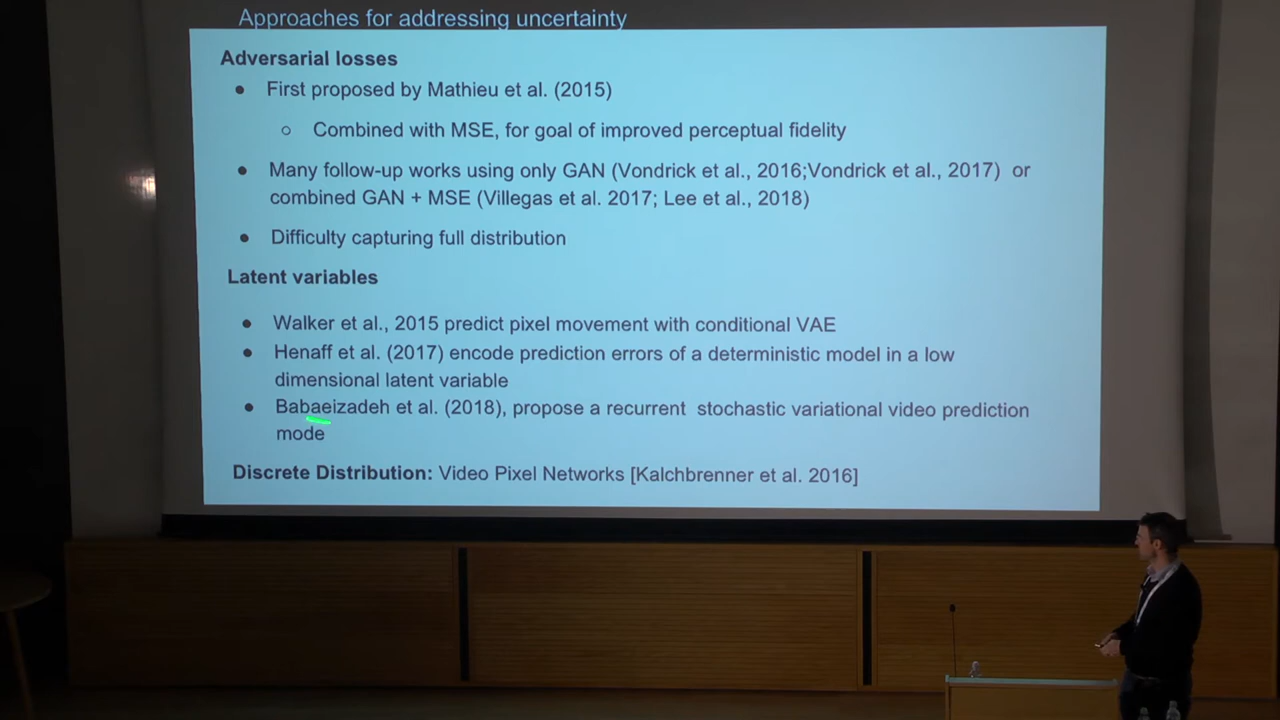 Approaches for addressing uncertainty
Adversarial losses
● First proposed by Mathieu et al. (2015)
○ Combined with MSE, for goal of improved perceptual fidelity
● Many follow-up works using only GAN (Vondrick et al., 2016;Vondrick et al., 2017) or
combined GAN + MSE (Villegas et al. 2017; Lee et al., 2018)
● Difficulty capturing full distribution
Latent variables
● Walker et al., 2015 predict pixel movement with conditional VAE
● Henaff et al. (2017) encode prediction errors of a deterministic model in a low
dimensional latent variable
● Babaeizadeh et al. (2018), propose a recurrent stochastic variational video prediction
mode
Discrete Distribution: Video Pixel Networks [Kalchbrenner et al. 2016]